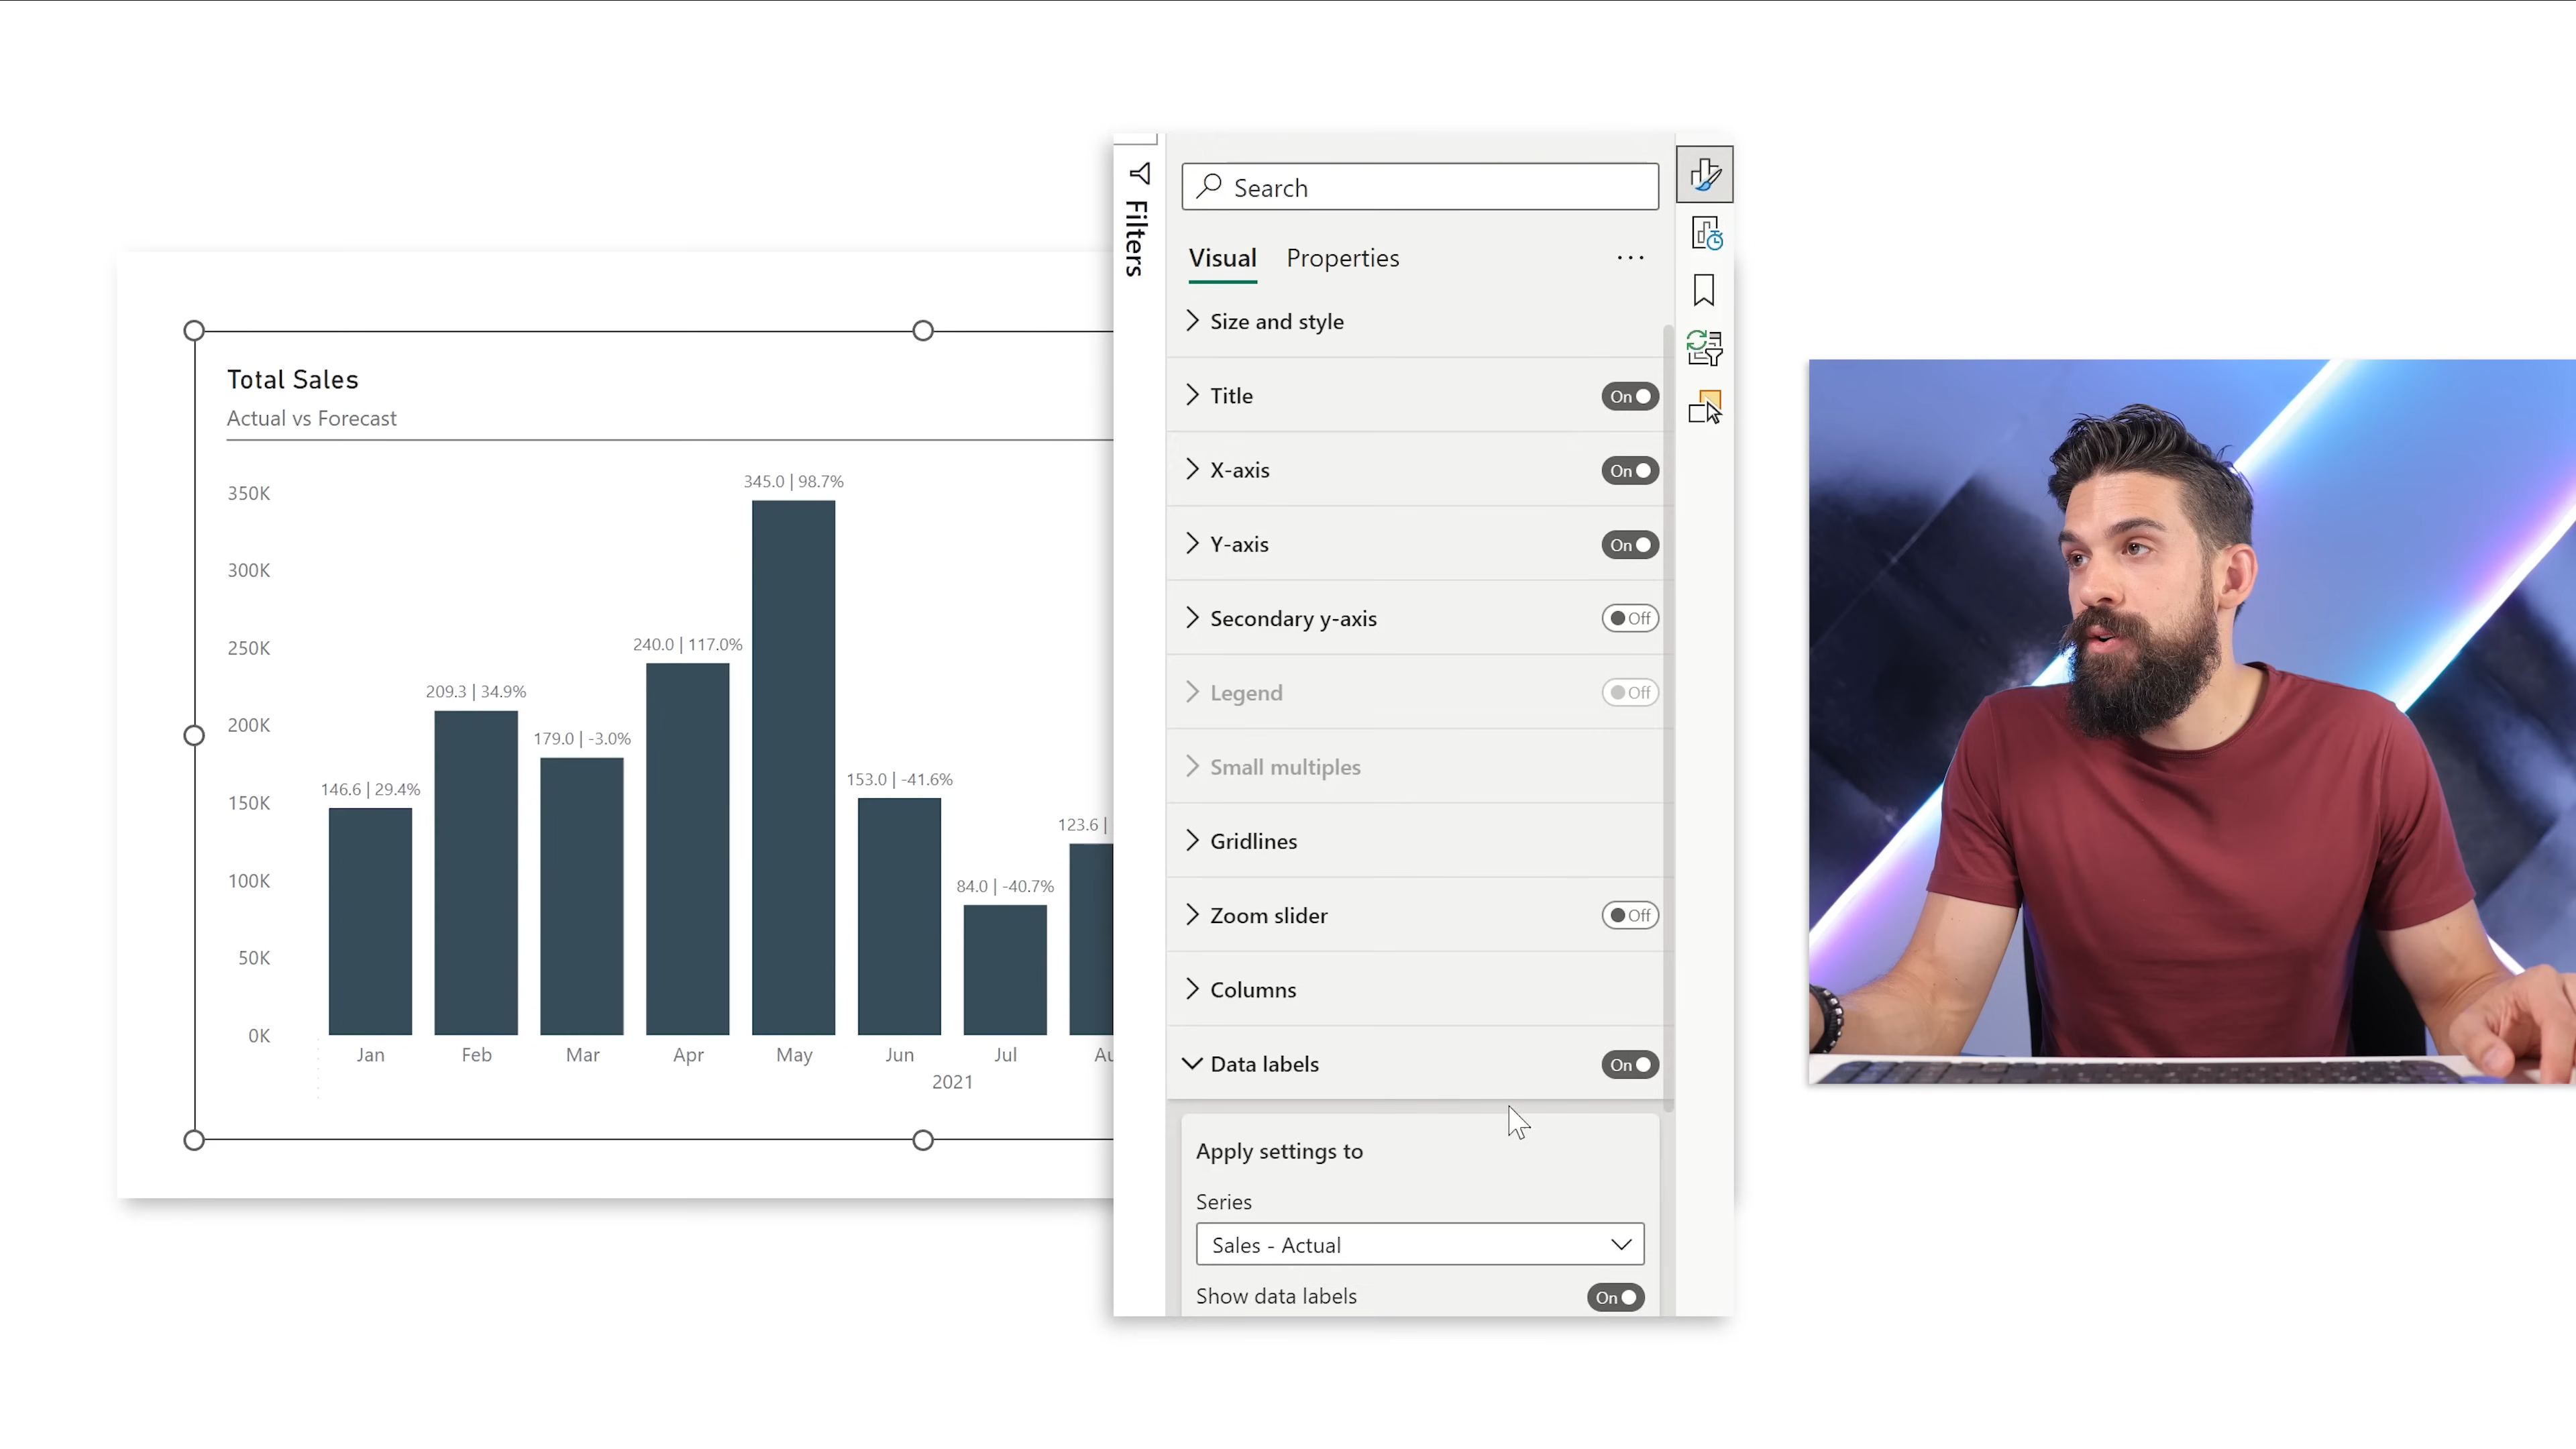 Total Sales
Actual vs Forecast
350K
300K
250K
200K
150K
100K
50K
0K
146.6 | 29.4%
209.3 | 34.9%
179.0 | -3.0%
240.0 | 117.0%
345.0 | 98.7%
153.0 | -41.6%
84.0 | -40.7%
123.6 |
Jan
Feb
Mar
Apr
May
Jun
Jul
Au
2021
Filters
Search
Visual
Properties
Size and style
Title
On
X-axis
On
Y-axis
On
Secondary y-axis
Off
Legend
Off
Small multiples
Gridlines
Zoom slider
Off
Columns
Data labels
On
Apply settings to
Series
Sales - Actual
Show data labels
On